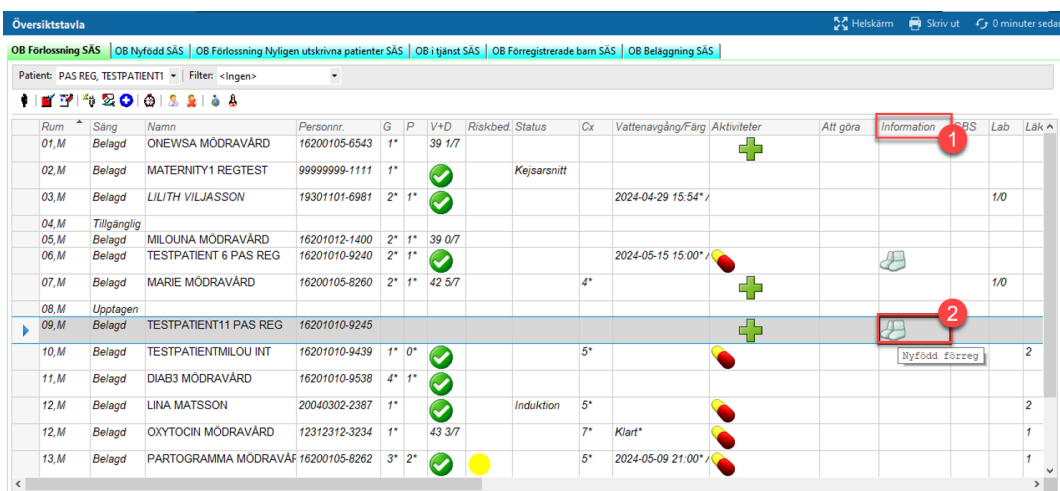 Översiktstavla Helskärm Skriv ut 0 minuter sedan
OB Förlossning SÄS OB Nyfödd SÄS OB Förlossning Nyligen utskrivna patienter SÄS OB i tjänst SÄS OB Förregistrerade barn SÄS OB Beläggning SÄS
Patient: PAS REG, TESTPATIENT1 Filter: <Ingen>
Rum Säng Namn Personnr. G P V+D Riskbed. Status Cx Vattenavgång/Färg Aktiviteter Att göra Information GBS Lab Läk
1
01,M Belagd ONEWSA MÖDRAVÅRD 16200105-6543 1* 39 1/7
02,M Belagd MATERNITY1 REGTEST 99999999-1111 1* Kejsarsnitt
03,M Belagd LILITH VILJASSON 19301101-6981 2* 1* 2024-04-29 15:54* / 1/0
04,M Tillgänglig
05,M Belagd MILOUNA MÖDRAVÅRD 16201012-1400 2* 1* 39 0/7
06,M Belagd TESTPATIENT 6 PAS REG 16201010-9240 2* 1* 2024-05-15 15:00* /
07,M Belagd MARIE MÖDRAVÅRD 16200105-8260 2* 1* 42 5/7 4* 1/0
08,M Upptagen
2
09,M Belagd TESTPATIENT11 PAS REG 16201010-9245
Nyfödd förreg
10,M Belagd TESTPATIENTMILOU INT 16201010-9439 1* 0* 5* 2
11,M Belagd DIAB3 MÖDRAVÅRD 16201010-9538 4* 1*
12,M Belagd LINA MATSSON 20040302-2387 1* Induktion 5* 2
12,M Belagd OXYTOCIN MÖDRAVÅRD 12312312-3234 1* 43 3/7 7* Klart* 1
13,M Belagd PARTOGRAMMA MÖDRAVÅR 16200105-8262 3* 2* 5* 2024-05-09 21:00* / 1